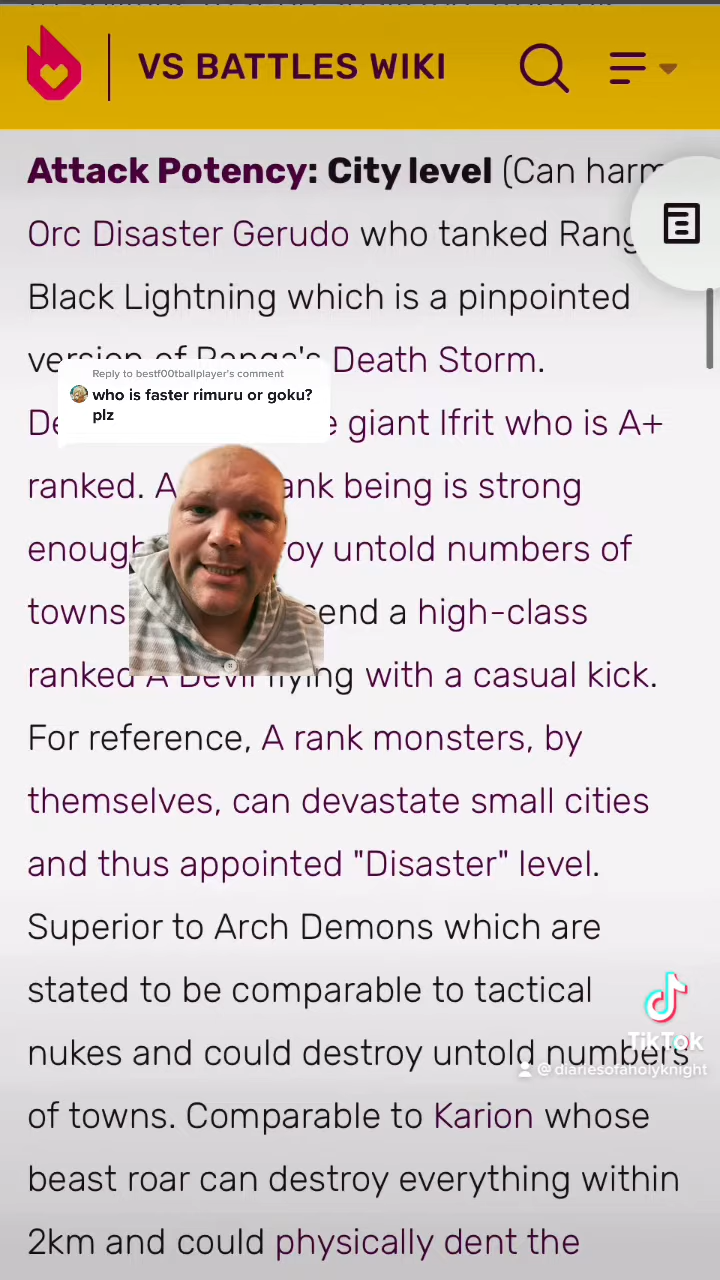 VS BATTLES WIKI
Attack Potency: City level (Can harm
Orc Disaster Gerudo who tanked
Black Lightning which is a pinpointed
version of Ranga's Death Storm.
Reply to bestf00tballplayer's comment
who is faster rimuru or goku?
plz
giant Ifrit who is A+
ranked. being is strong
untold numbers of
towns send a high-class
ranked A Devil flying with a casual kick.
For reference, A rank monsters, by
themselves, can devastate small cities
and thus appointed "Disaster" level.
Superior to Arch Demons which are
stated to be comparable to tactical
TikTok
nukes and could destroy untold numbers
@diariesofaholyknight
of towns. Comparable to Karion whose
beast roar can destroy everything within
2km and could physically dent the